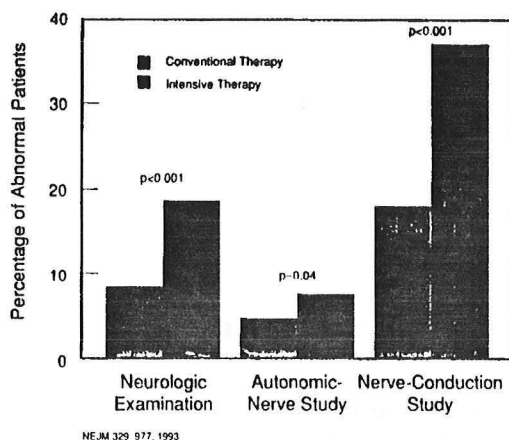 40
30
20
10
0
Percentage of Abnormal Patients
Conventional Therapy
Intensive Therapy
p<0.001
p=0.04
p<0.001
Neurologic
Examination
Autonomic-
Nerve Study
Nerve-Conduction
Study
NEJM 329 977, 1993